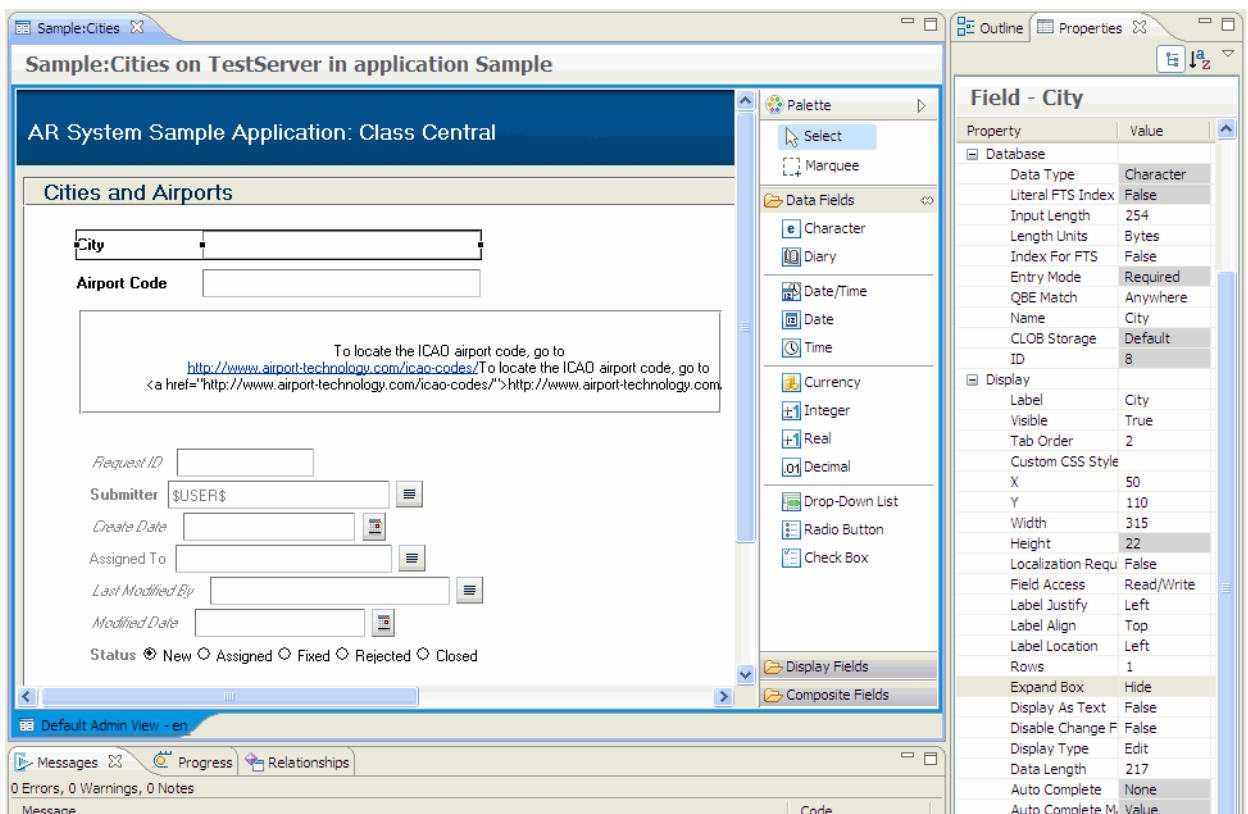 Sample:Cities
Sample:Cities on TestServer in application Sample
AR System Sample Application: Class Central
Cities and Airports
City
Airport Code
To locate the ICAO airport code, go to
http://www.airport-technology.com/icao-codes/To locate the ICAO airport code, go to
<a href="http://www.airport-technology.com/icao-codes/">http://www.airport-technology.com.
Request ID
Submitter $USER$
Create Date
Assigned To
Last Modified By
Modified Date
Status New Assigned Fixed Rejected Closed
Default Admin View - en
Palette
Select
Marquee
Data Fields
Character
Diary
Date/Time
Date
Time
Currency
Integer
Real
Decimal
Drop-Down List
Radio Button
Check Box
Display Fields
Composite Fields
Messages Progress Relationships
0 Errors, 0 Warnings, 0 Notes
Message Code
Outline Properties
Field - City
Property Value
Database
Data Type Character
Literal FTS Index False
Input Length 254
Length Units Bytes
Index For FTS False
Entry Mode Required
QBE Match Anywhere
Name City
CLOB Storage Default
ID 8
Display
Label City
Visible True
Tab Order 2
Custom CSS Style
X 50
Y 110
Width 315
Height 22
Localization Requ False
Field Access Read/Write
Label Justify Left
Label Align Top
Label Location Left
Rows 1
Expand Box Hide
Display As Text False
Disable Change F False
Display Type Edit
Data Length 217
Auto Complete None
Auto Complete M. Value